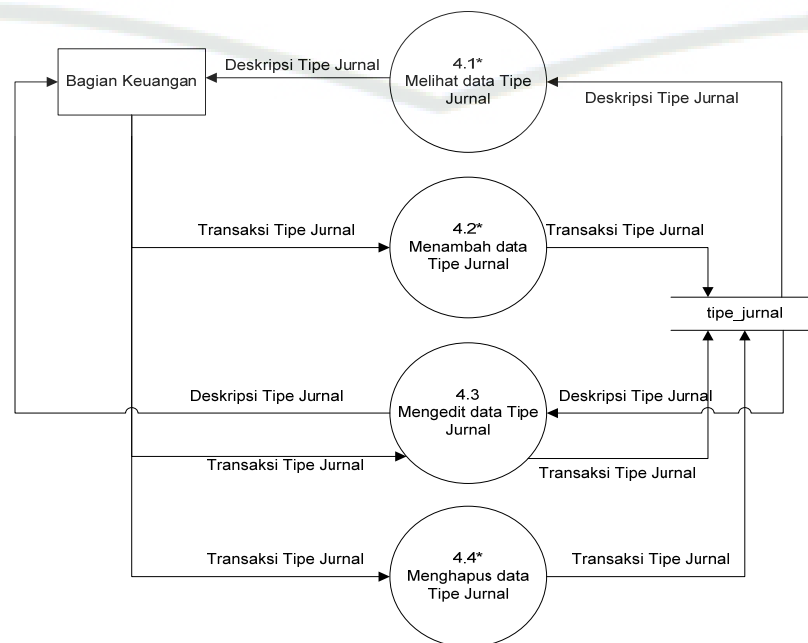 Bagian Keuangan
Deskripsi Tipe Jurnal
4.1*
Melihat data Tipe
Jurnal
Deskripsi Tipe Jurnal
Transaksi Tipe Jurnal
4.2*
Menambah data
Tipe Jurnal
Transaksi Tipe Jurnal
tipe_jurnal
Deskripsi Tipe Jurnal
4.3
Mengedit data Tipe
Jurnal
Deskripsi Tipe Jurnal
Transaksi Tipe Jurnal
Transaksi Tipe Jurnal
Transaksi Tipe Jurnal
4.4*
Menghapus data
Tipe Jurnal
Transaksi Tipe Jurnal